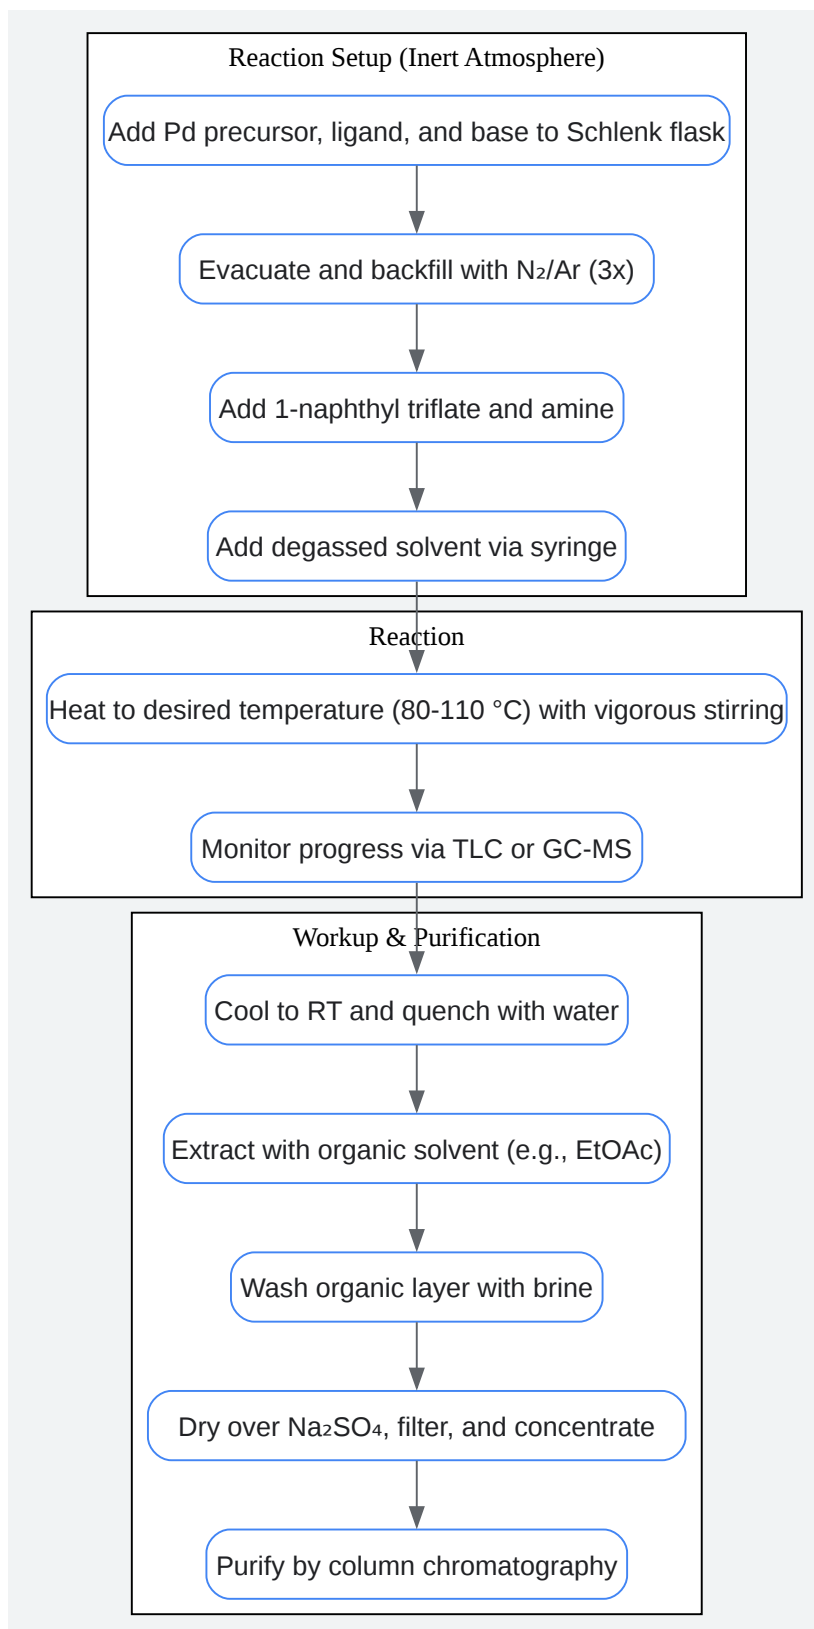 Reaction Setup (Inert Atmosphere)
Add Pd precursor, ligand, and base to Schlenk flask
Evacuate and backfill with N₂/Ar (3x)
Add 1-naphthyl triflate and amine
Add degassed solvent via syringe
Reaction
Heat to desired temperature (80-110 °C) with vigorous stirring
Monitor progress via TLC or GC-MS
Workup & Purification
Cool to RT and quench with water
Extract with organic solvent (e.g., EtOAc)
Wash organic layer with brine
Dry over Na₂SO₄, filter, and concentrate
Purify by column chromatography